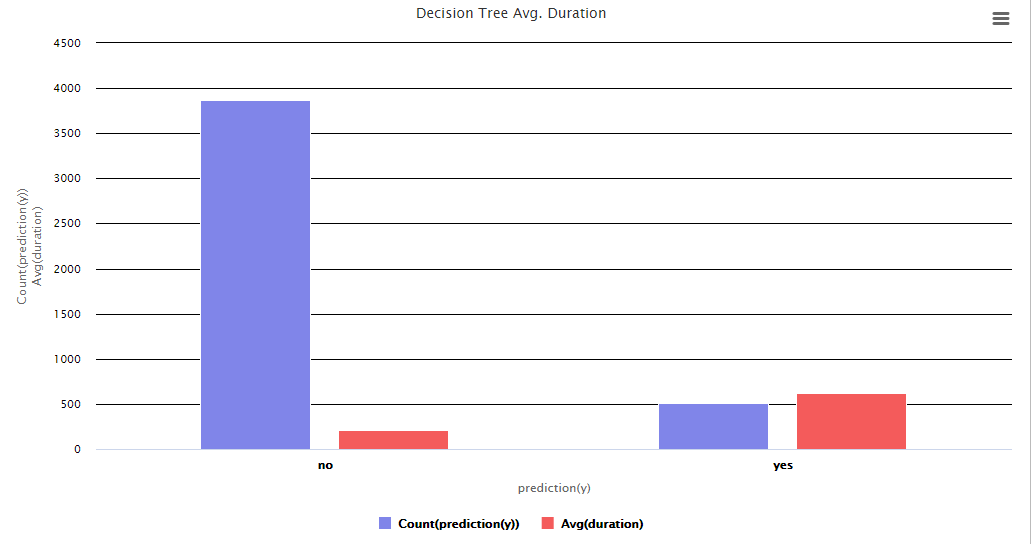 Decision Tree Avg. Duration
4500
4000
3500
3000
2500
2000
1500
1000
500
0
Count(prediction(y))
Avg(duration)
no
yes
prediction(y)
Count(prediction(y))
Avg(duration)